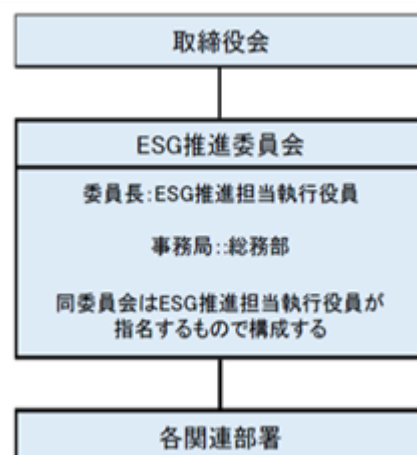 取締役会
ESG推進委員会
委員長:ESG推進担当執行役員
事務局::総務部
同委員会はESG推進担当執行役員が
指名するもので構成する
各関連部署